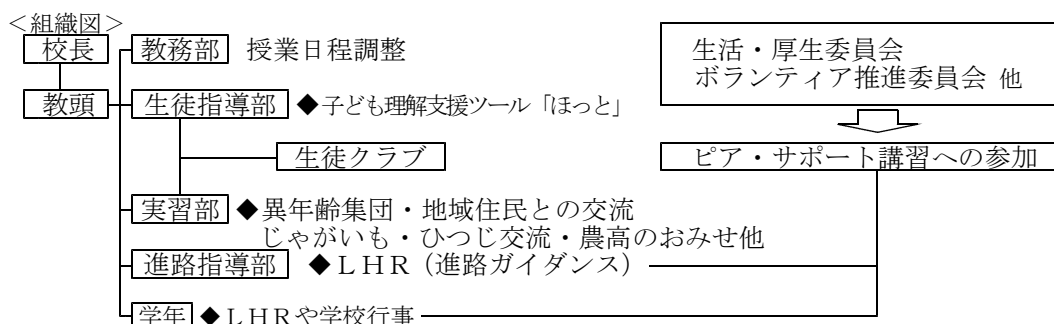 ＜組織図＞
校長
教務部 授業日程調整
教頭
生徒指導部 ◆子ども理解支援ツール「ほっと」
生徒クラブ
実習部 ◆異年齢集団・地域住民との交流
じゃがいも・ひつじ交流・農高のおみせ他
進路指導部 ◆ＬＨＲ（進路ガイダンス）
学年 ◆ＬＨＲや学校行事
生活・厚生委員会
ボランティア推進委員会 他
ピア・サポート講習への参加